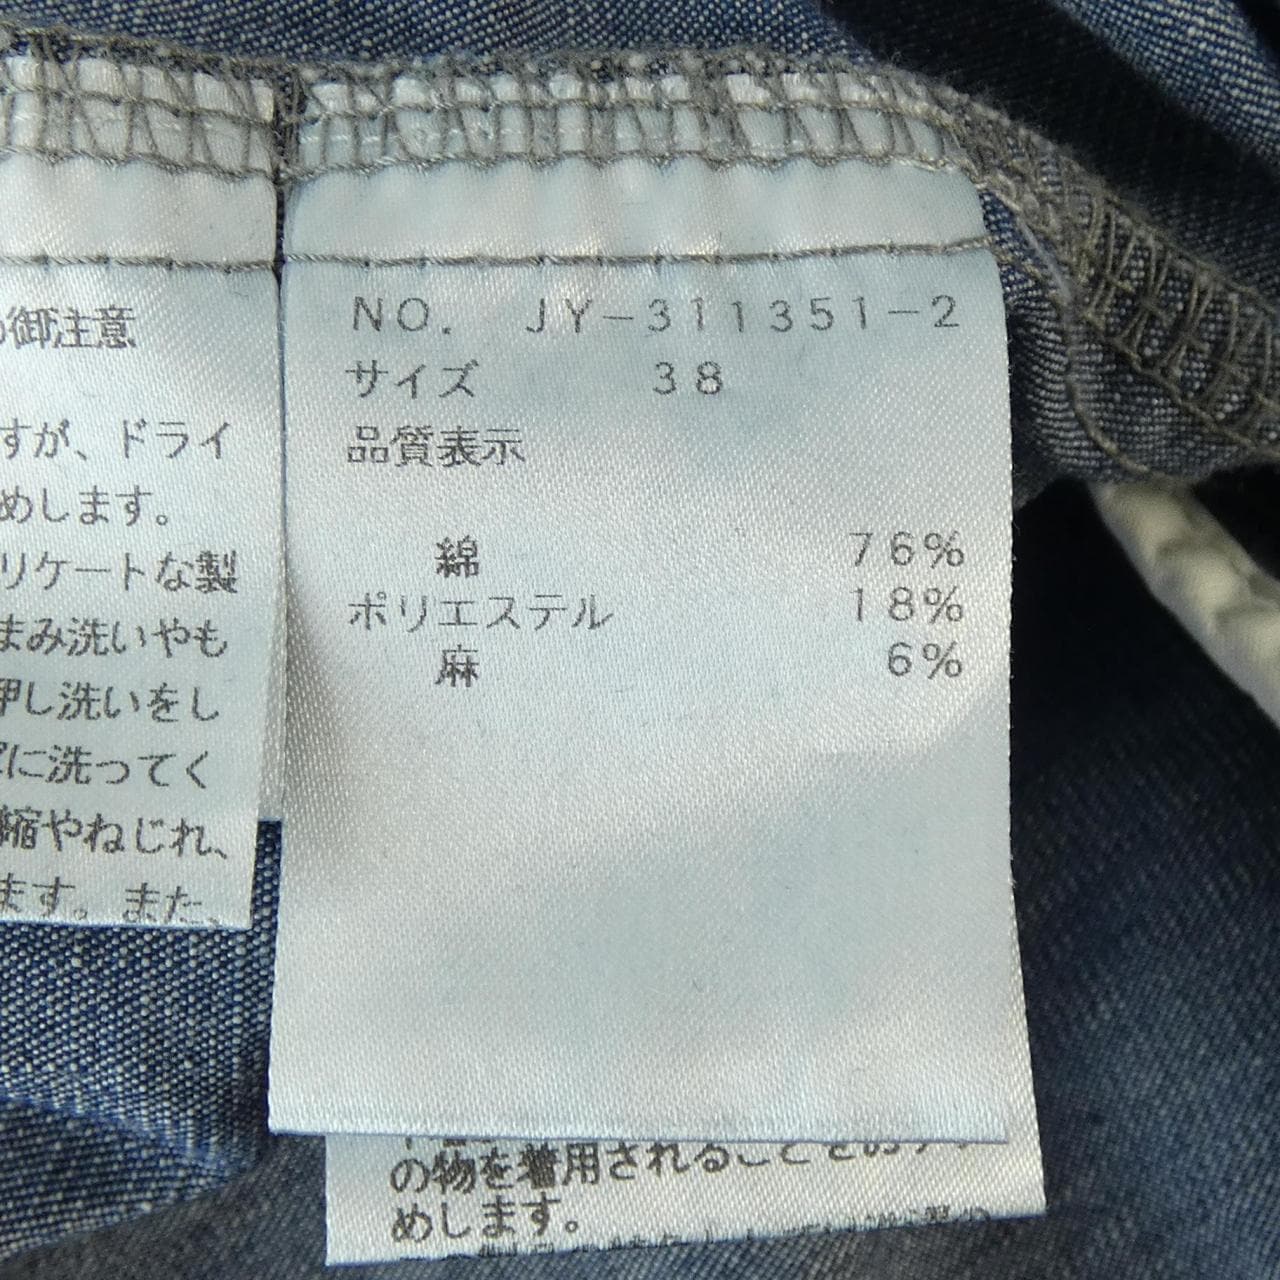 の御注意
すが、ドライ
めします。
リケートな製
まみ洗いやも
押し洗いをし
に洗ってく
縮やねじれ、
ます。また、
NO. JY-311351-2
サイズ 38
品質表示
綿 76%
ポリエステル 18%
麻 6%
の物を着用されることをお
めします。